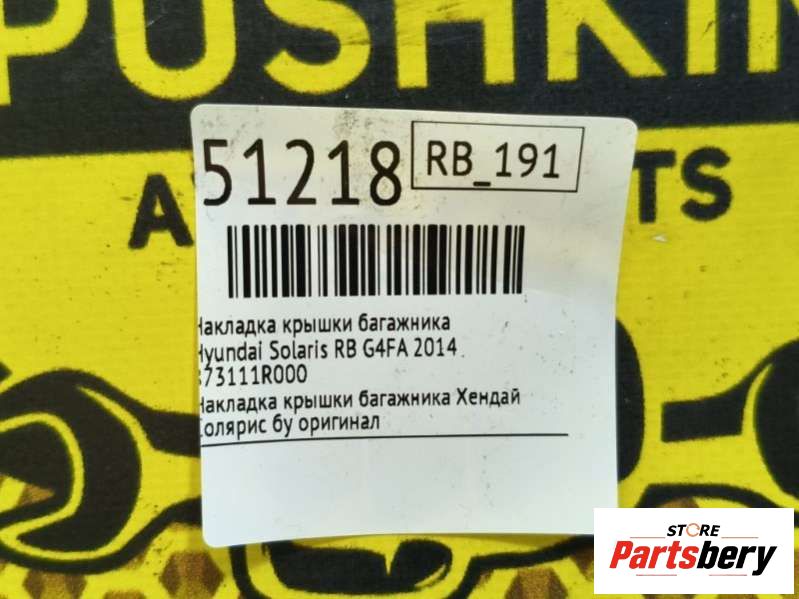 PUSHKIN
51218
RB_191
TS
Накладка крышки багажника
Hyundai Solaris RB G4FA 2014
873111R000
Накладка крышки багажника Хендай
Солярис бу оригинал
STORE
Partsbery